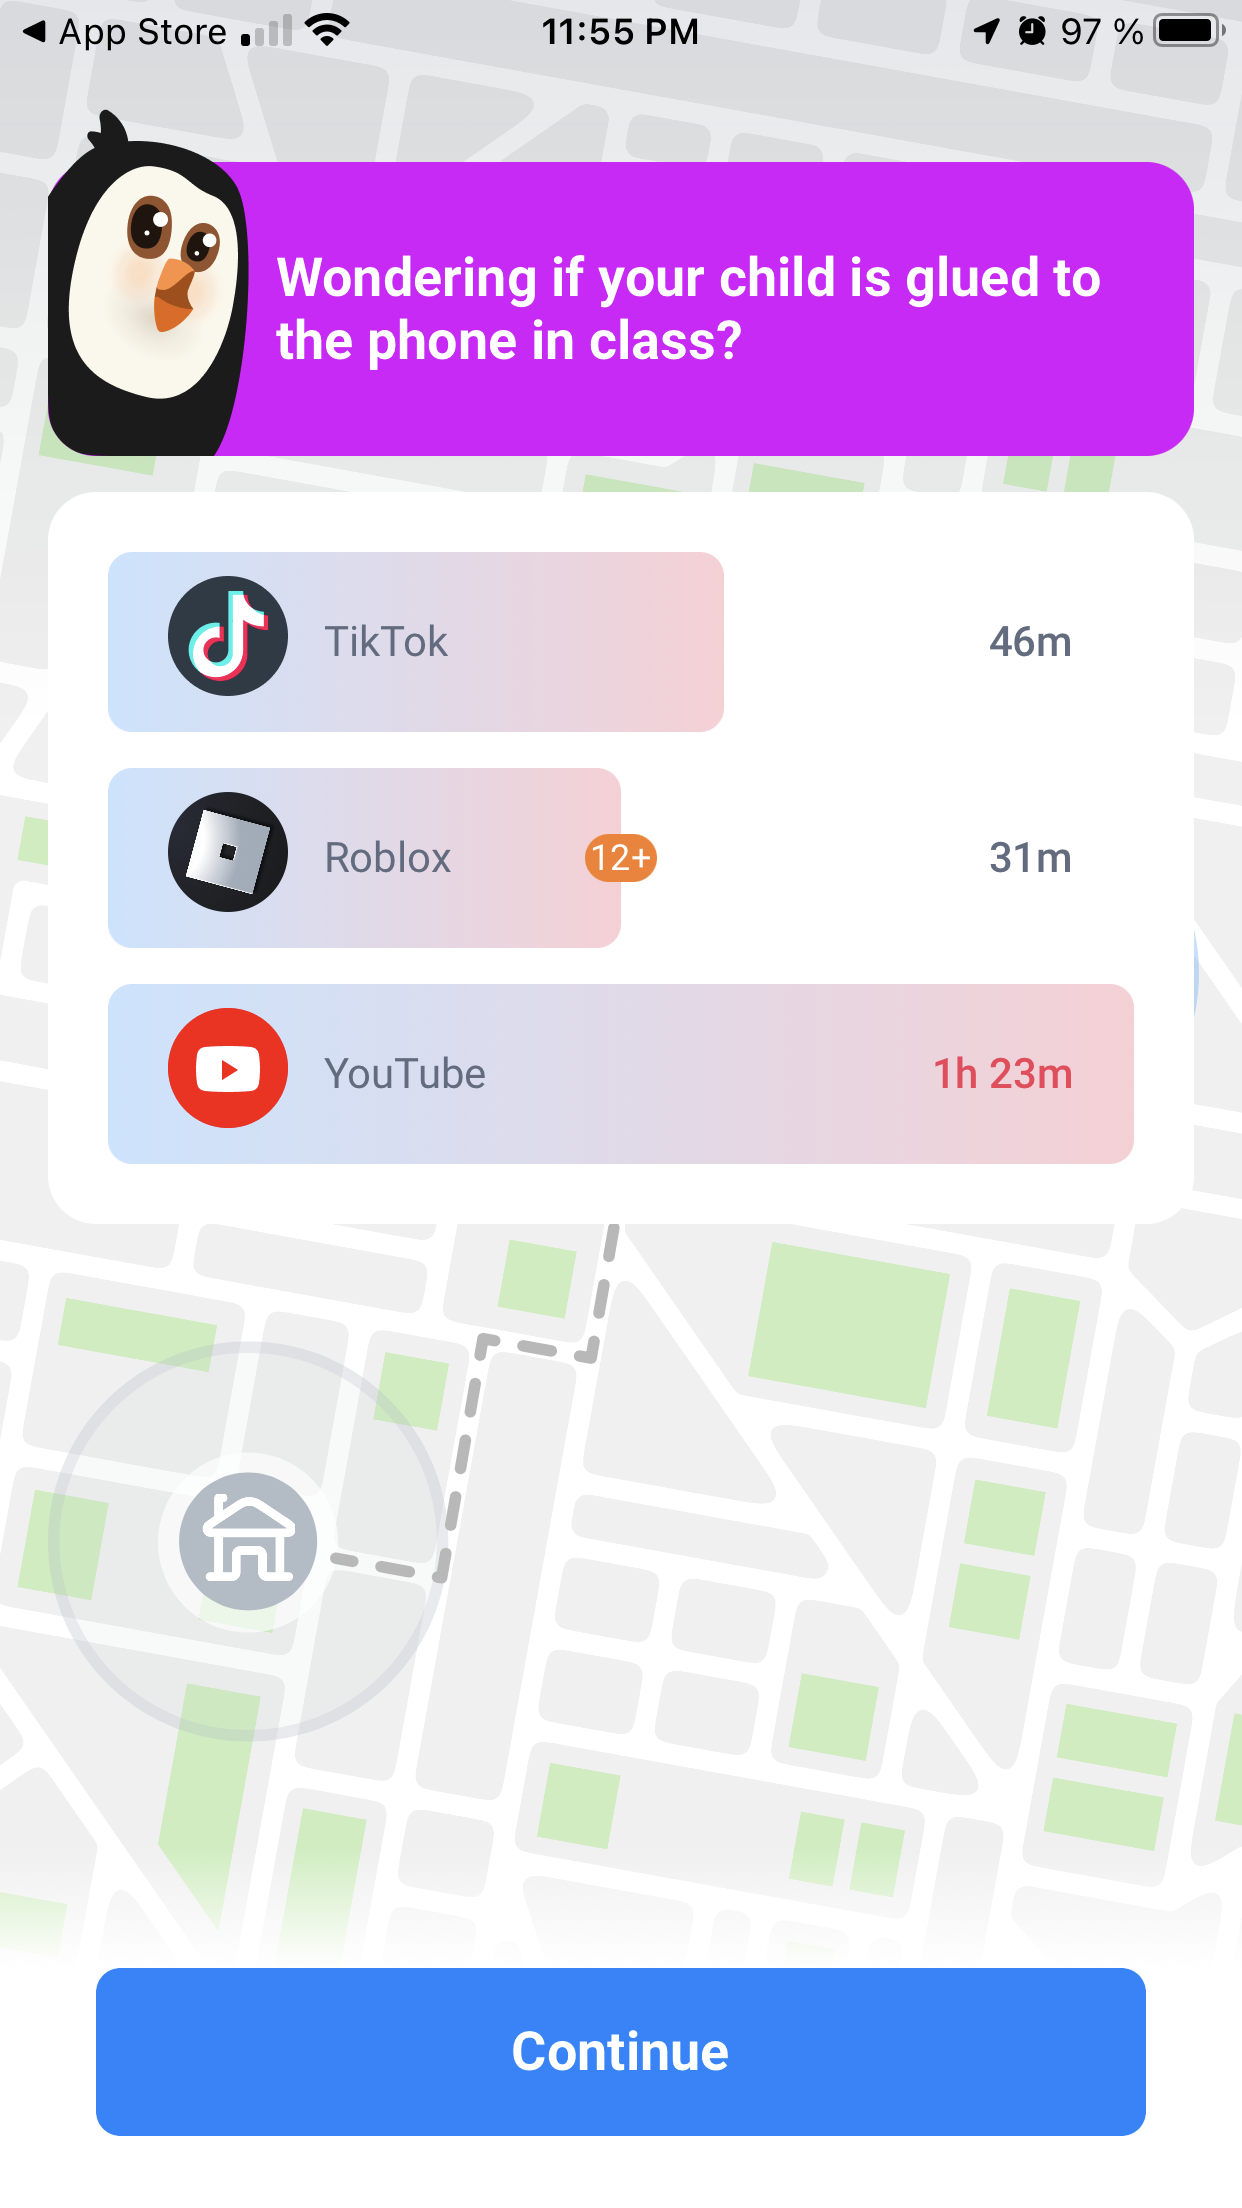 App Store
11:55 PM
97 %
Wondering if your child is glued to
the phone in class?
TikTok
46m
Roblox
12+
31m
YouTube
1h 23m
Continue